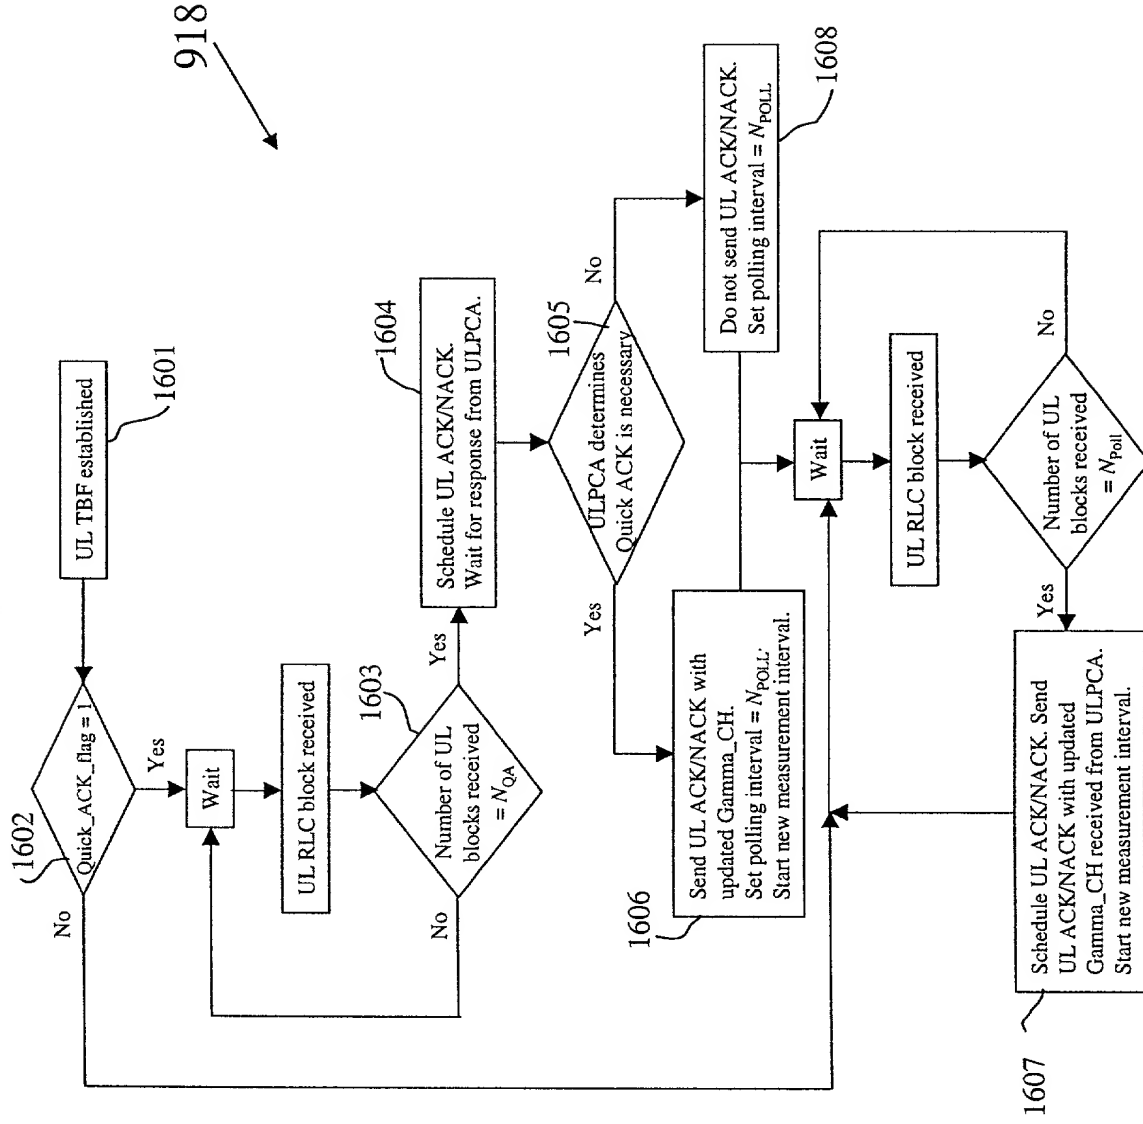 918
UL TBF established
1601
Quick_ACK_flag = 1
1602
No
Yes
Wait
UL RLC block received
Number of UL
blocks received
= N_QA
1603
No
Yes
Schedule UL ACK/NACK.
Wait for response from ULPCA.
1604
ULPCA determines
Quick ACK is necessary
1605
Yes
No
Send UL ACK/NACK with
updated Gamma_CH.
Set polling interval = N_POLL.
Start new measurement interval.
1606
Do not send UL ACK/NACK.
Set polling interval = N_POLL
1608
Wait
UL RLC block received
Number of UL
blocks received
= N_Poll
No
Yes
Schedule UL ACK/NACK. Send
UL ACK/NACK with updated
Gamma_CH received from ULPCA.
Start new measurement interval.
1607